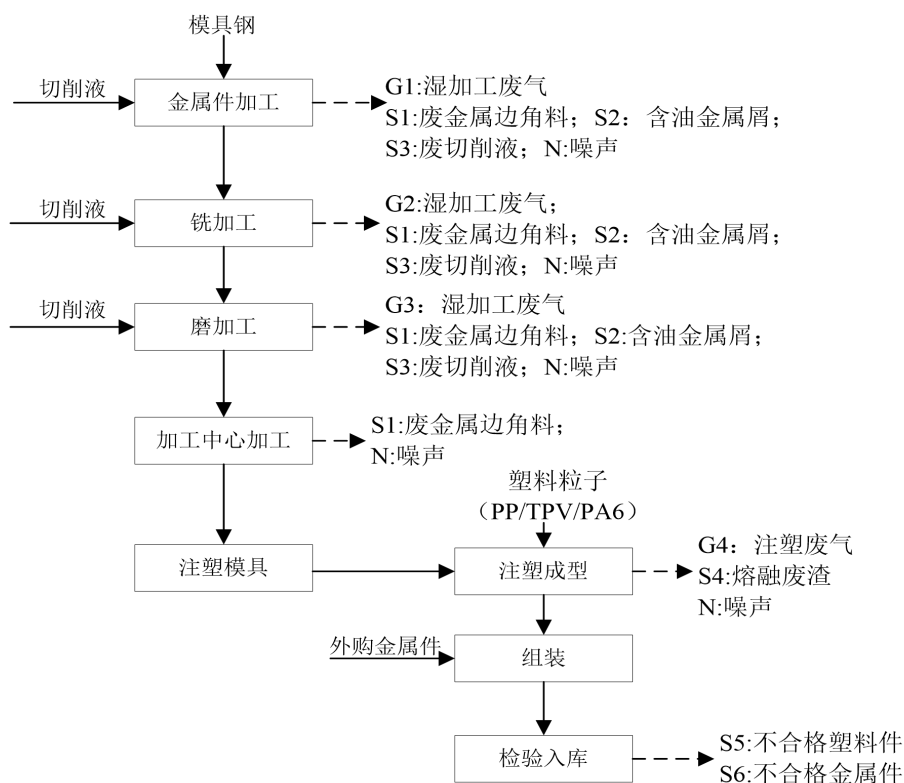 模具钢
切削液
金属件加工
G1:湿加工废气
S1:废金属边角料；S2：含油金属屑；
S3:废切削液；N:噪声
切削液
铣加工
G2:湿加工废气；
S1:废金属边角料；S2：含油金属屑；
S3:废切削液；N:噪声
切削液
磨加工
G3：湿加工废气
S1:废金属边角料；S2:含油金属屑；
S3:废切削液；N:噪声
加工中心加工
S1:废金属边角料；
N:噪声
塑料粒子
（PP/TPV/PA6）
注塑模具
注塑成型
G4：注塑废气
S4:熔融废渣
N:噪声
外购金属件
组装
检验入库
S5:不合格塑料件
S6:不合格金属件